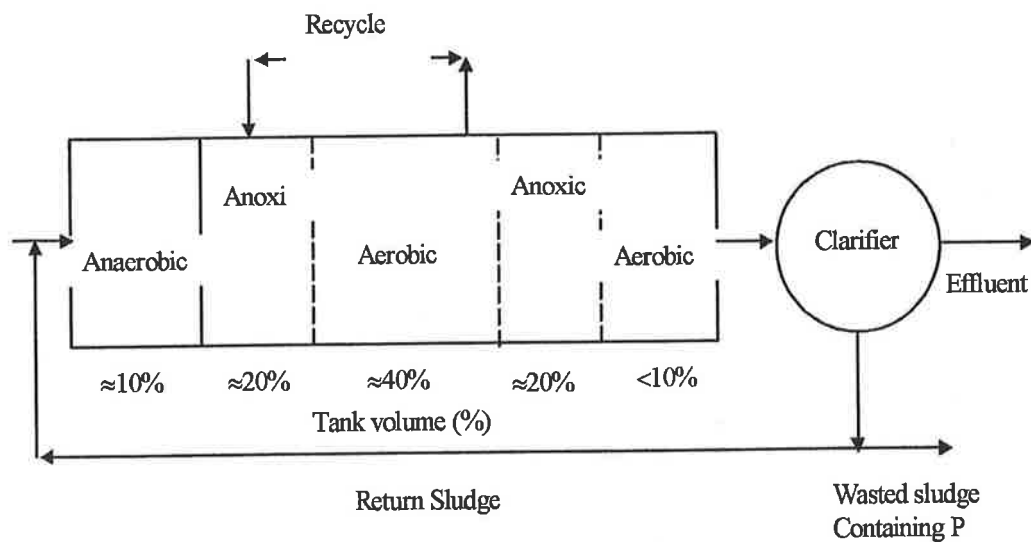 Recycle
Anoxi
Anoxic
Anaerobic
Aerobic
Aerobic
Clarifier
Effluent
≈10%
≈20%
≈40%
≈20%
<10%
Tank volume (%)
Return Sludge
Wasted sludge
Containing P